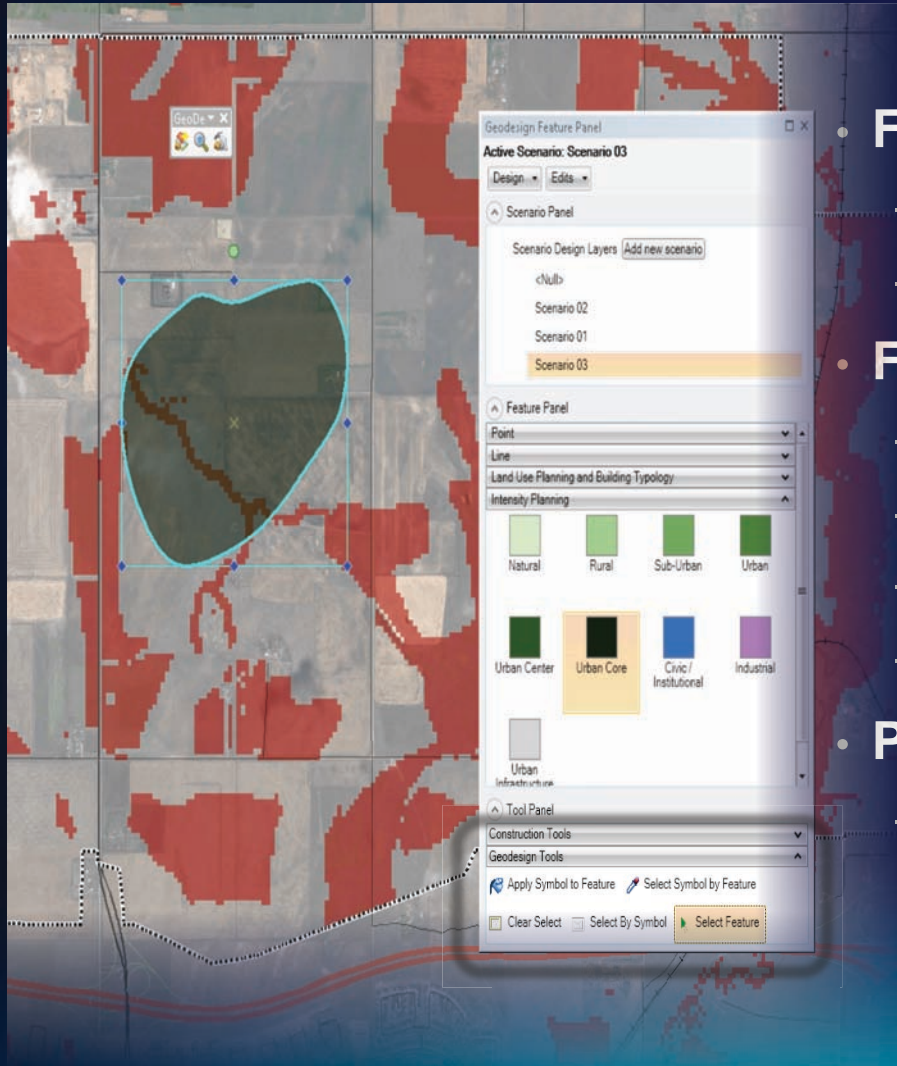 GeoDe
Geodesign Feature Panel
Active Scenario: Scenario 03
Design
Edits
Scenario Panel
Scenario Design Layers
Add new scenario
<Null>
Scenario 02
Scenario 01
Scenario 03
Feature Panel
Point
Line
Land Use Planning and Building Typology
Intensity Planning
Natural
Rural
Sub-Urban
Urban
Urban Center
Urban Core
Civic /
Institutional
Industrial
Urban
Infrastructure
Tool Panel
Construction Tools
Geodesign Tools
Apply Symbol to Feature
Select Symbol by Feature
Clear Select
Select By Symbol
Select Feature
F
F
P